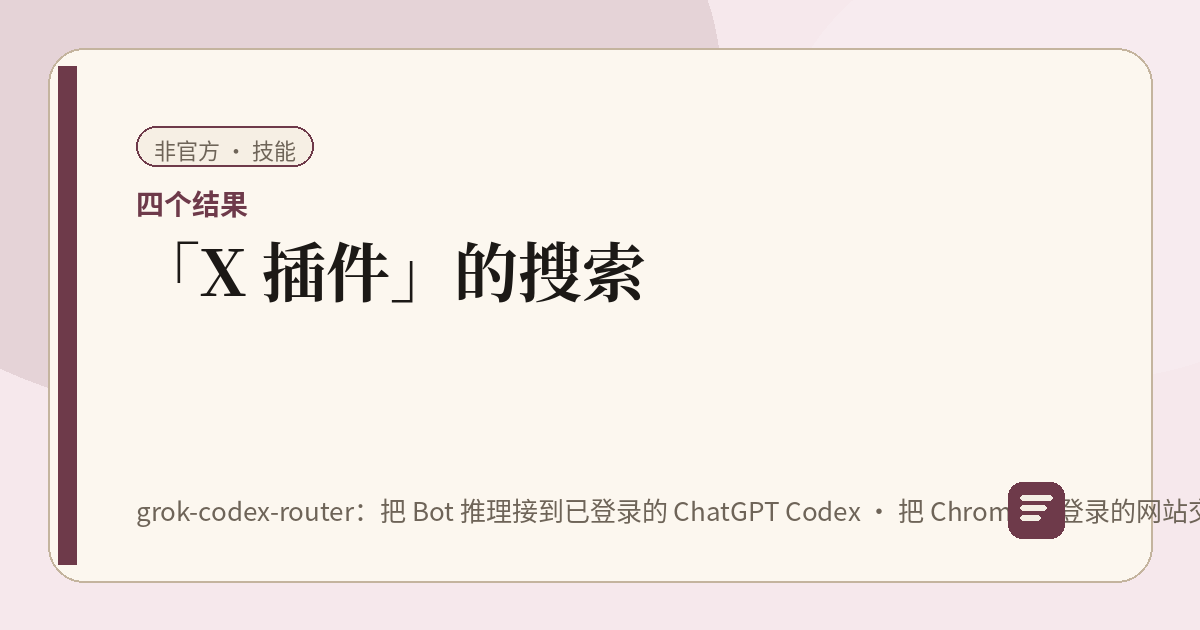 非官方 · 技能
四个结果
「X 插件」的搜索
grok-codex-router：把 Bot 推理接到已登录的 ChatGPT Codex · 把 Chrom 登录的网站